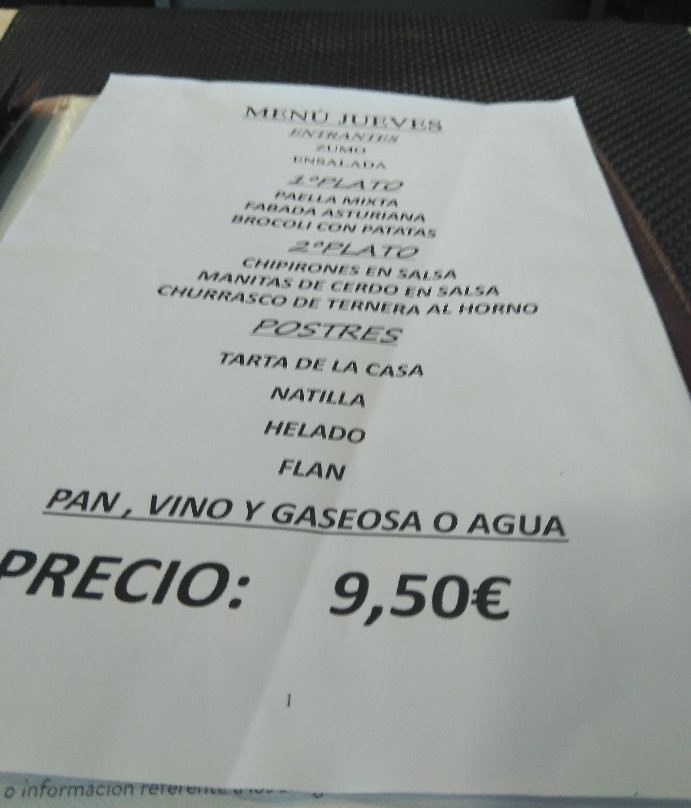 MENÚ JUEVES
ENTRANTES
ZUMO
ENSALADA
1ºPLATO
PAELLA MIXTA
FABADA ASTURIANA
BROCOLI CON PATATAS
2ºPLATO
CHIPIRONES EN SALSA
MANITAS DE CERDO EN SALSA
CHURRASCO DE TERNERA AL HORNO
POSTRES
TARTA DE LA CASA
NATILLA
HELADO
FLAN
PAN, VINO Y GASEOSA O AGUA
PRECIO: 9,50€
1
o información referente a los